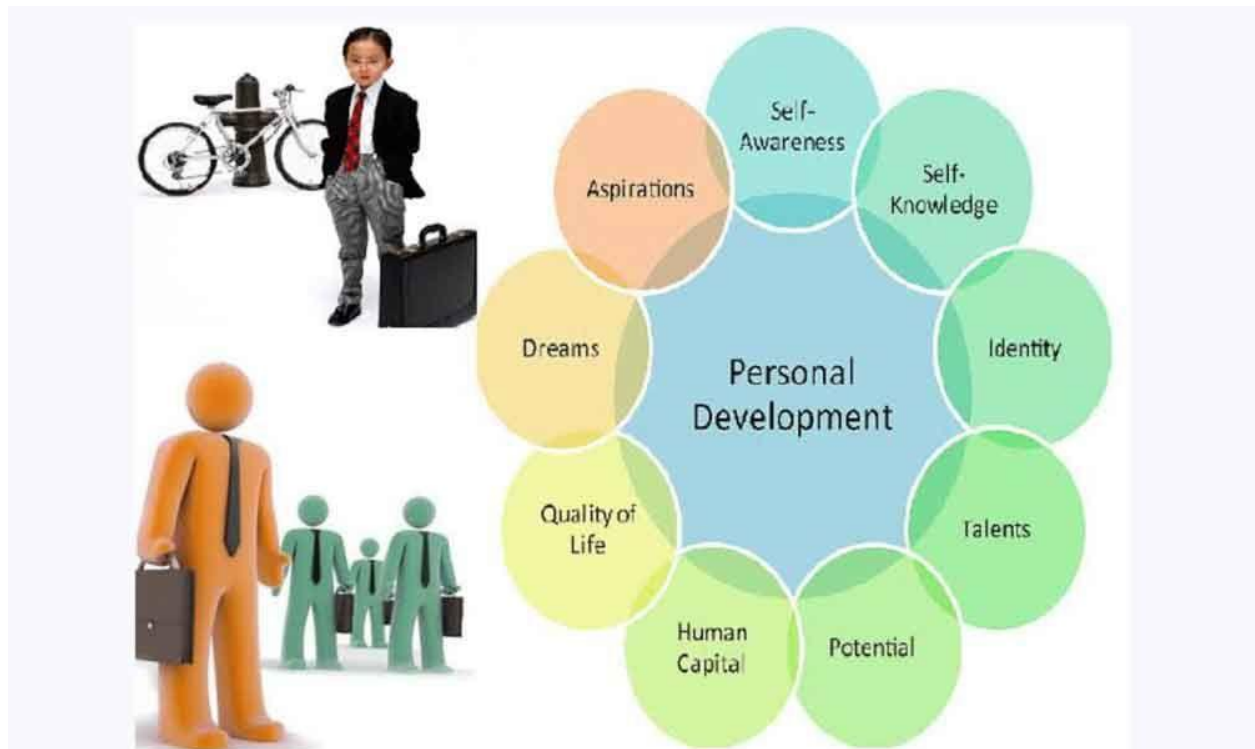 Self-
Awareness
Self-
Knowledge
Identity
Talents
Potential
Human
Capital
Quality of
Life
Dreams
Aspirations
Personal
Development